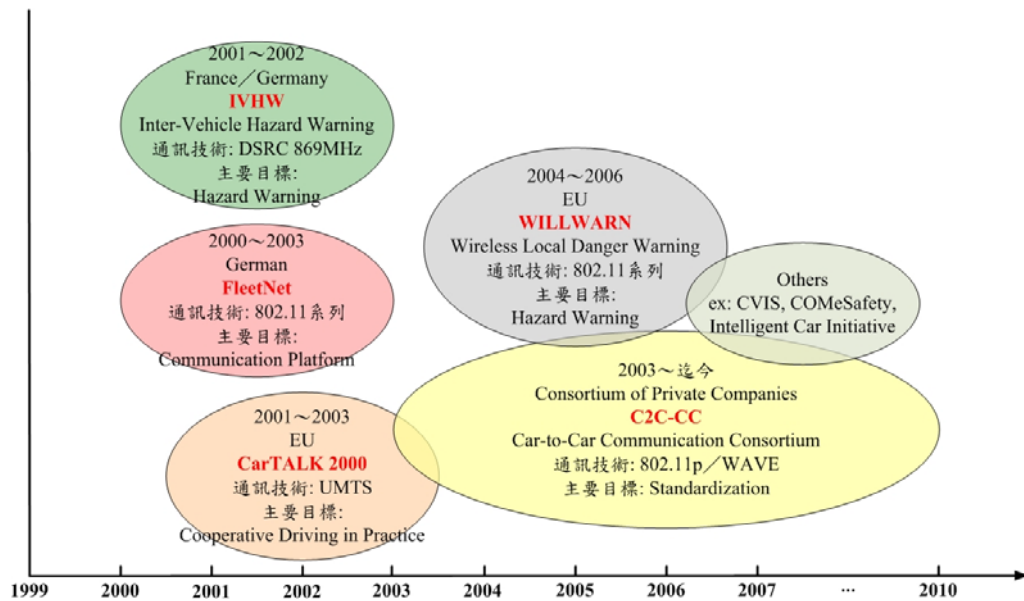 2001～2002
France／Germany
IVHW
Inter-Vehicle Hazard Warning
通訊技術: DSRC 869MHz
主要目標:
Hazard Warning
2000～2003
German
FleetNet
通訊技術: 802.11系列
主要目標:
Communication Platform
2001～2003
EU
CarTALK 2000
通訊技術: UMTS
主要目標:
Cooperative Driving in Practice
2004～2006
EU
WILLWARN
Wireless Local Danger Warning
通訊技術: 802.11系列
主要目標:
Hazard Warning
Others
ex: CVIS, COMeSafety,
Intelligent Car Initiative
2003～迄今
Consortium of Private Companies
C2C-CC
Car-to-Car Communication Consortium
通訊技術: 802.11p／WAVE
主要目標: Standardization
1999 2000 2001 2002 2003 2004 2005 2006 2007 ... 2010